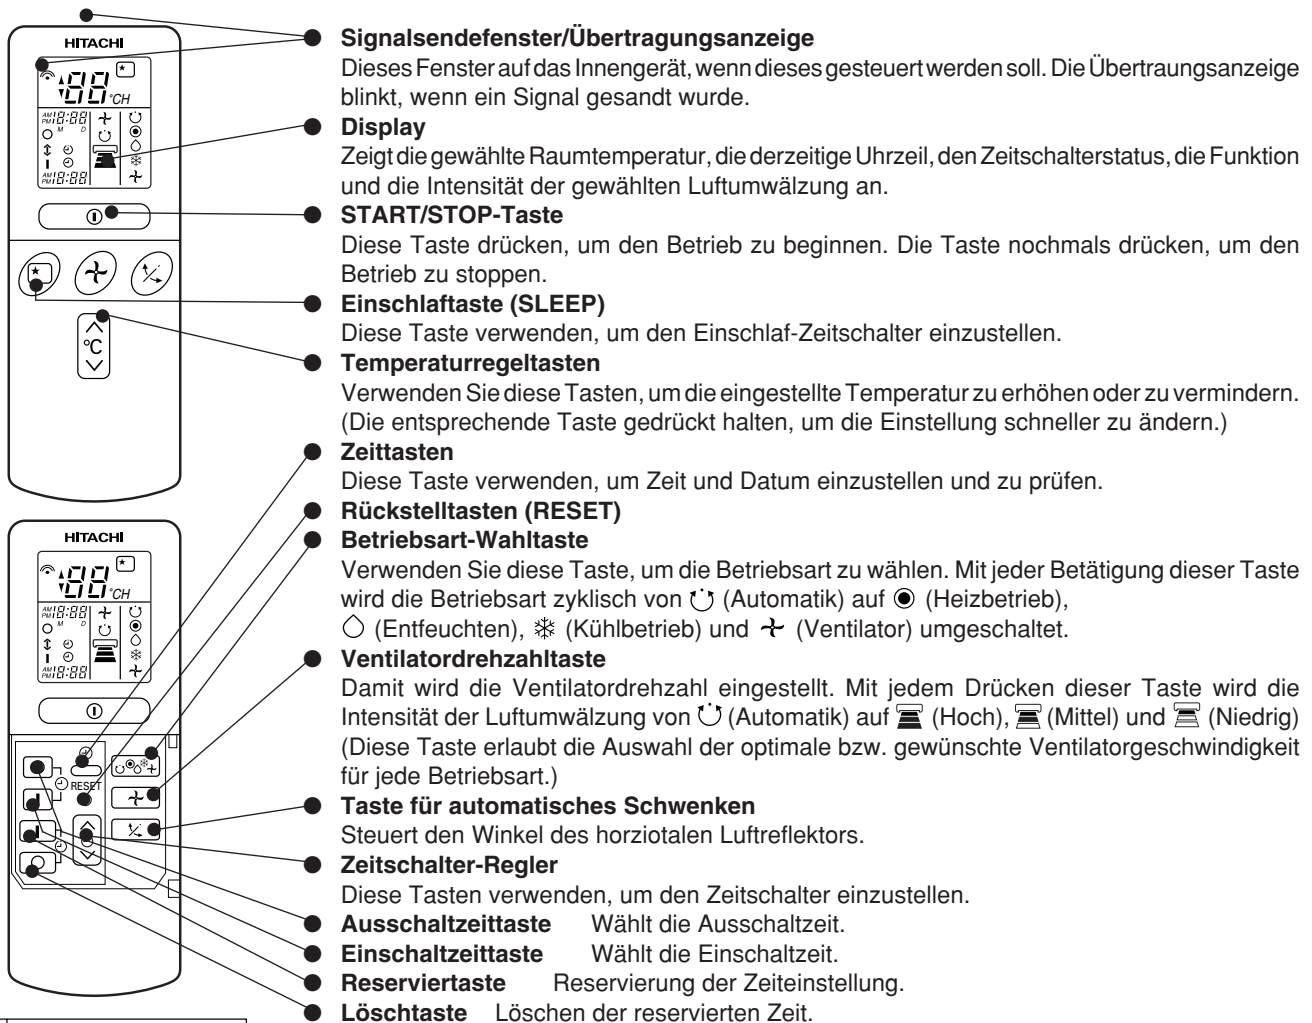 HITACHI
°CH
AM
PM
M D
AM
PM
°C
HITACHI
°CH
AM
PM
M D
AM
PM
RESET
Signalsendefenster/Übertragungsanzeige
Dieses Fenster auf das Innengerät, wenn dieses gesteuert werden soll. Die Übertraungsanzeige
blinkt, wenn ein Signal gesandt wurde.
Display
Zeigt die gewählte Raumtemperatur, die derzeitige Uhrzeil, den Zeitschalterstatus, die Funktion
und die Intensität der gewählten Luftumwälzung an.
START/STOP-Taste
Diese Taste drücken, um den Betrieb zu beginnen. Die Taste nochmals drücken, um den
Betrieb zu stoppen.
Einschlaftaste (SLEEP)
Diese Taste verwenden, um den Einschlaf-Zeitschalter einzustellen.
Temperaturregeltasten
Verwenden Sie diese Tasten, um die eingestellte Temperatur zu erhöhen oder zu vermindern.
(Die entsprechende Taste gedrückt halten, um die Einstellung schneller zu ändern.)
Zeittasten
Diese Taste verwenden, um Zeit und Datum einzustellen und zu prüfen.
Rückstelltasten (RESET)
Betriebsart-Wahltaste
Verwenden Sie diese Taste, um die Betriebsart zu wählen. Mit jeder Betätigung dieser Taste
wird die Betriebsart zyklisch von (Automatik) auf (Heizbetrieb),
(Entfeuchten), (Kühlbetrieb) und (Ventilator) umgeschaltet.
Ventilatordrehzahltaste
Damit wird die Ventilatordrehzahl eingestellt. Mit jedem Drücken dieser Taste wird die
Intensität der Luftumwälzung von (Automatik) auf (Hoch), (Mittel) und (Niedrig)
(Diese Taste erlaubt die Auswahl der optimale bzw. gewünschte Ventilatorgeschwindigkeit
für jede Betriebsart.)
Taste für automatisches Schwenken
Steuert den Winkel des horziotalen Luftreflektors.
Zeitschalter-Regler
Diese Tasten verwenden, um den Zeitschalter einzustellen.
Ausschaltzeittaste Wählt die Ausschaltzeit.
Einschaltzeittaste Wählt die Einschaltzeit.
Reserviertaste Reservierung der Zeiteinstellung.
Löschtaste Löschen der reservierten Zeit.